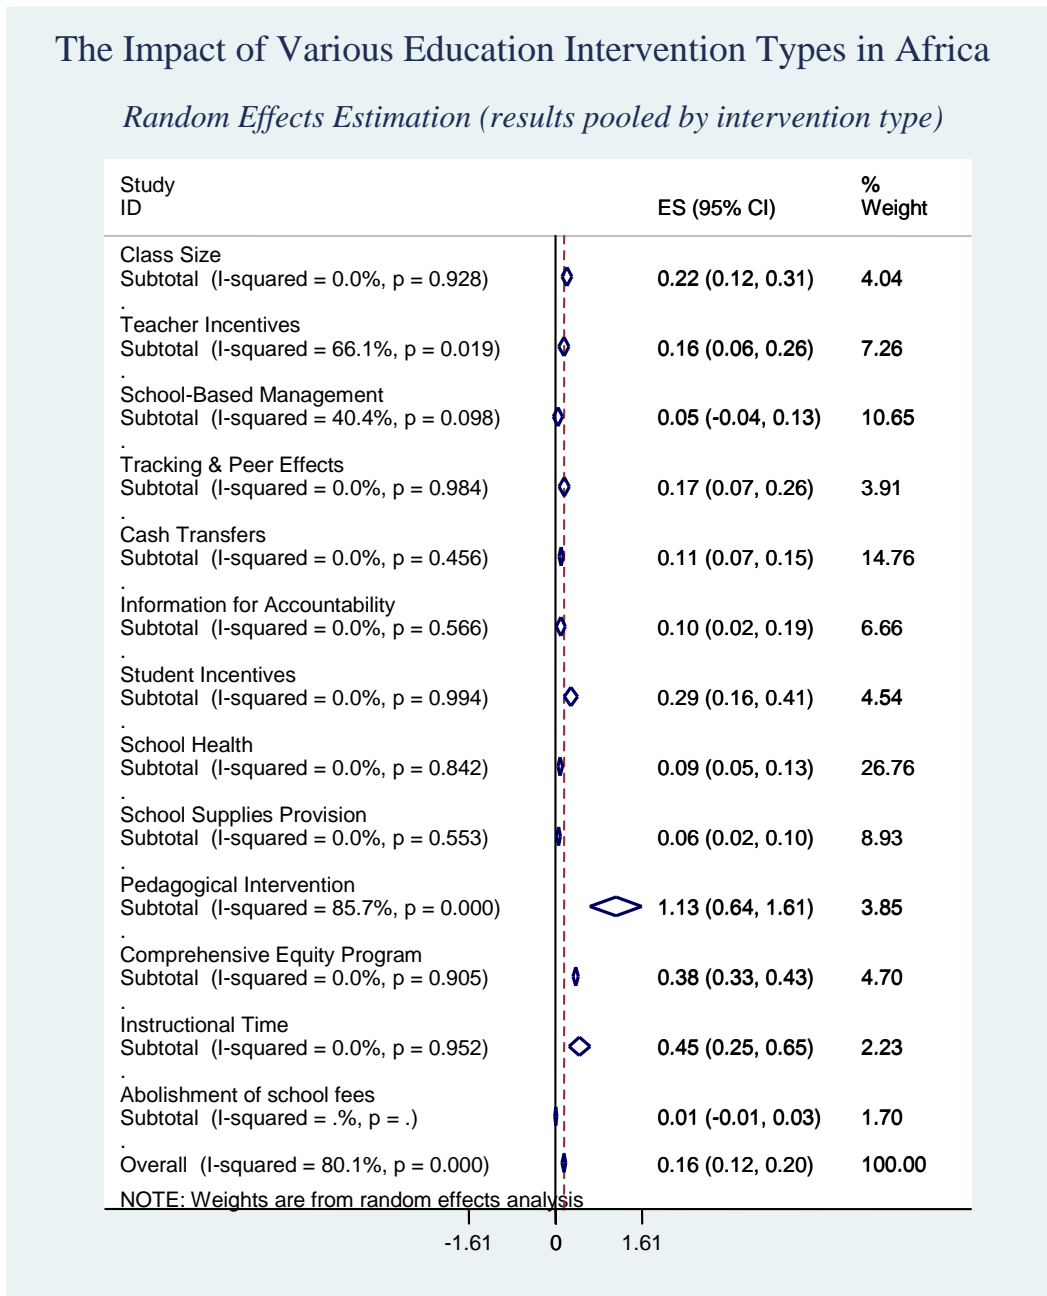 The Impact of Various Education Intervention Types in Africa
Random Effects Estimation (results pooled by intervention type)
Study %
ID ES (95% CI) Weight
Class Size
Subtotal (I-squared = 0.0%, p = 0.928) 0.22 (0.12, 0.31) 4.04
.
Teacher Incentives
Subtotal (I-squared = 66.1%, p = 0.019) 0.16 (0.06, 0.26) 7.26
.
School-Based Management
Subtotal (I-squared = 40.4%, p = 0.098) 0.05 (-0.04, 0.13) 10.65
.
Tracking & Peer Effects
Subtotal (I-squared = 0.0%, p = 0.984) 0.17 (0.07, 0.26) 3.91
.
Cash Transfers
Subtotal (I-squared = 0.0%, p = 0.456) 0.11 (0.07, 0.15) 14.76
.
Information for Accountability
Subtotal (I-squared = 0.0%, p = 0.566) 0.10 (0.02, 0.19) 6.66
.
Student Incentives
Subtotal (I-squared = 0.0%, p = 0.994) 0.29 (0.16, 0.41) 4.54
.
School Health
Subtotal (I-squared = 0.0%, p = 0.842) 0.09 (0.05, 0.13) 26.76
.
School Supplies Provision
Subtotal (I-squared = 0.0%, p = 0.553) 0.06 (0.02, 0.10) 8.93
.
Pedagogical Intervention
Subtotal (I-squared = 85.7%, p = 0.000) 1.13 (0.64, 1.61) 3.85
.
Comprehensive Equity Program
Subtotal (I-squared = 0.0%, p = 0.905) 0.38 (0.33, 0.43) 4.70
.
Instructional Time
Subtotal (I-squared = 0.0%, p = 0.952) 0.45 (0.25, 0.65) 2.23
.
Abolishment of school fees
Subtotal (I-squared = .%, p = .) 0.01 (-0.01, 0.03) 1.70
.
Overall (I-squared = 80.1%, p = 0.000) 0.16 (0.12, 0.20) 100.00
NOTE: Weights are from random effects analysis
-1.61 0 1.61